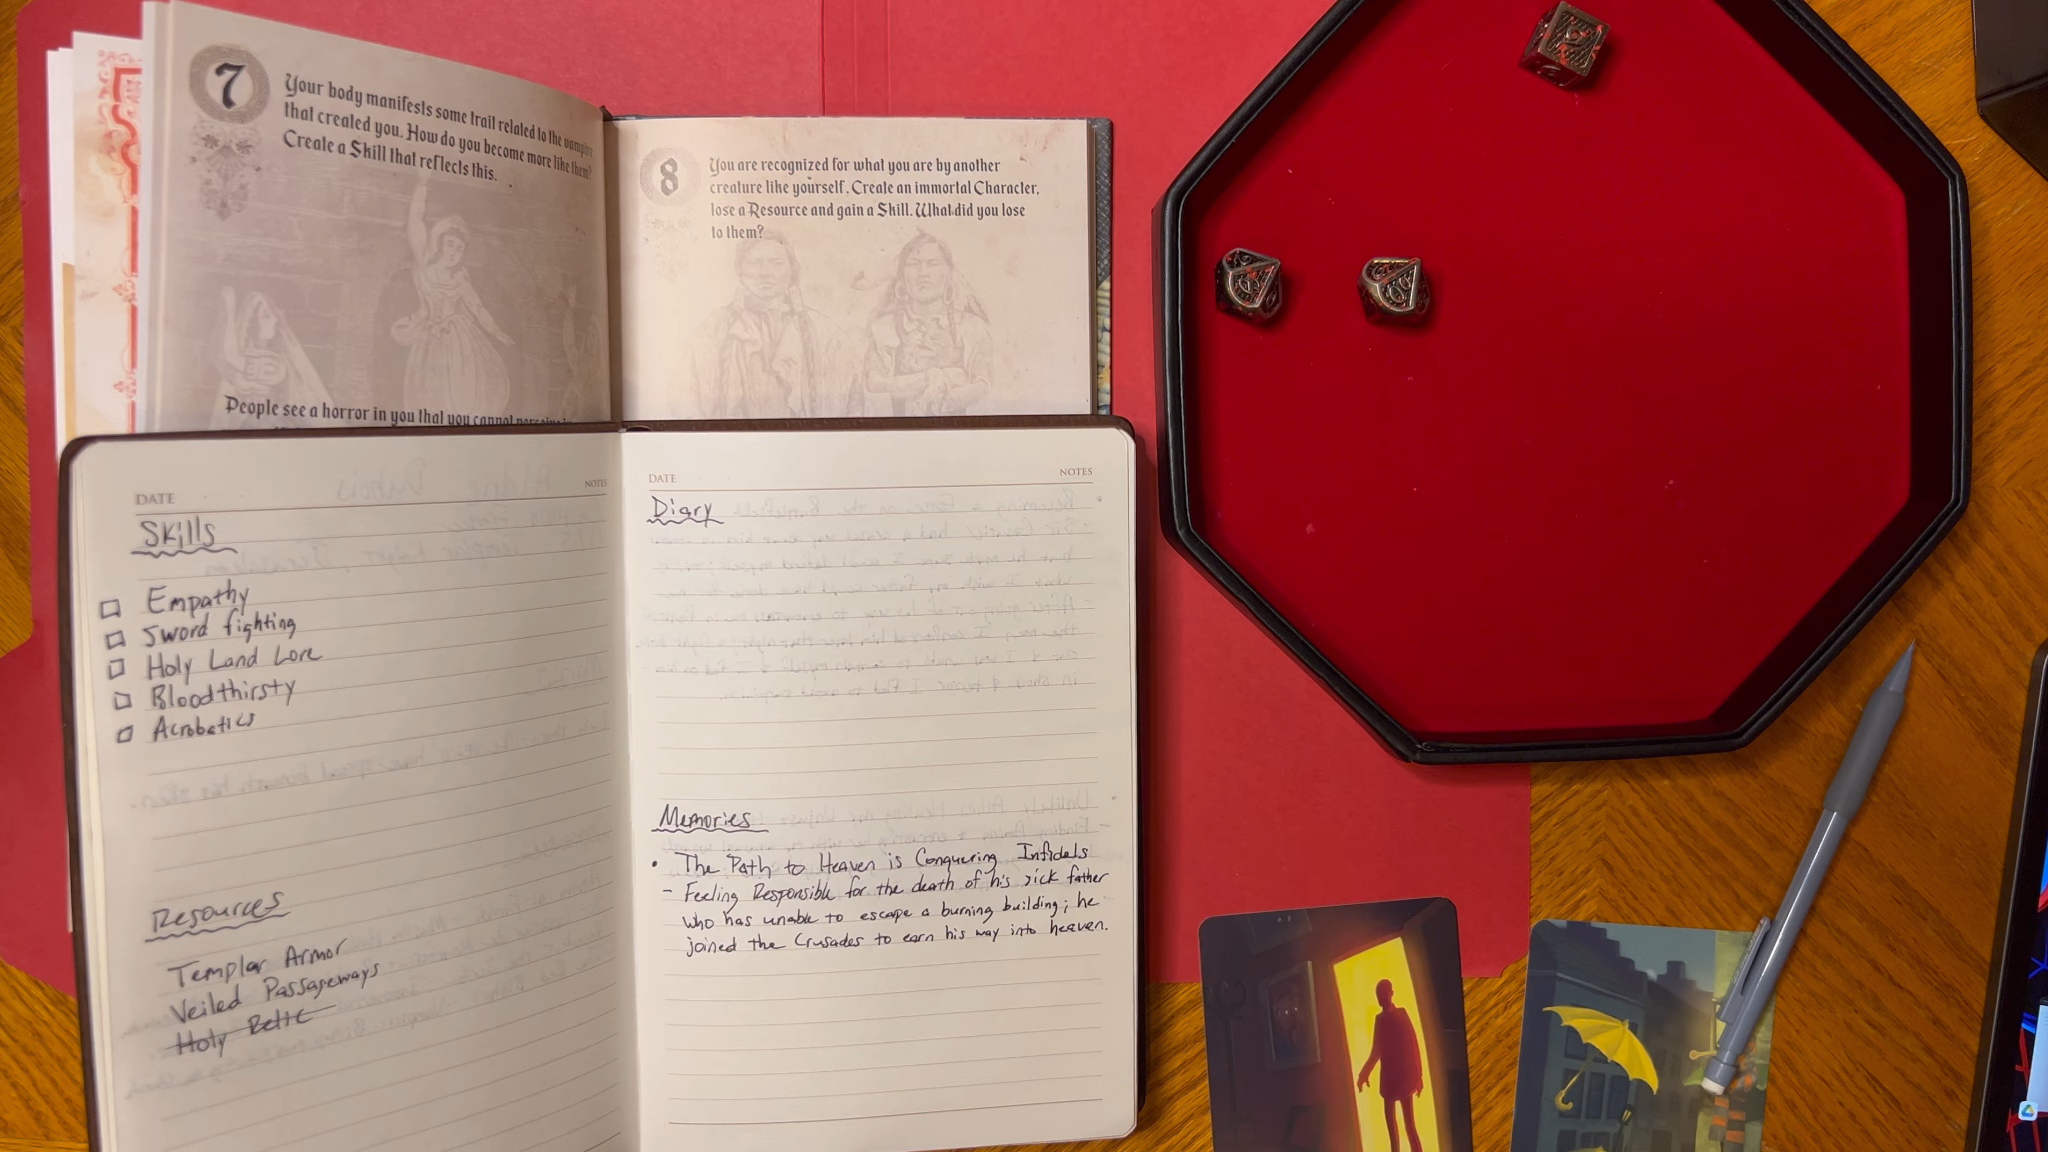 7
Your body manifests some trait related to the vampire
that created you. How do you become more like them?
Create a Skill that reflects this.
People see a horror in you that you cannot perceive
8
You are recognized for what you are by another
creature like yourself. Create an immortal Character,
lose a Resource and gain a Skill. What did you lose
to them?
DATE
NOTES
Skills
Empathy
Sword fighting
Holy Land Lore
Bloodthirsty
Acrobatics
Resources
Templar Armor
Veiled Passageways
Holy Relic
DATE
NOTES
Diary
Memories
• The Path to Heaven is Conquering Infidels
- Feeling Responsible for the death of his sick father
who has unable to escape a burning building; he
joined the Crusades to earn his way into heaven.